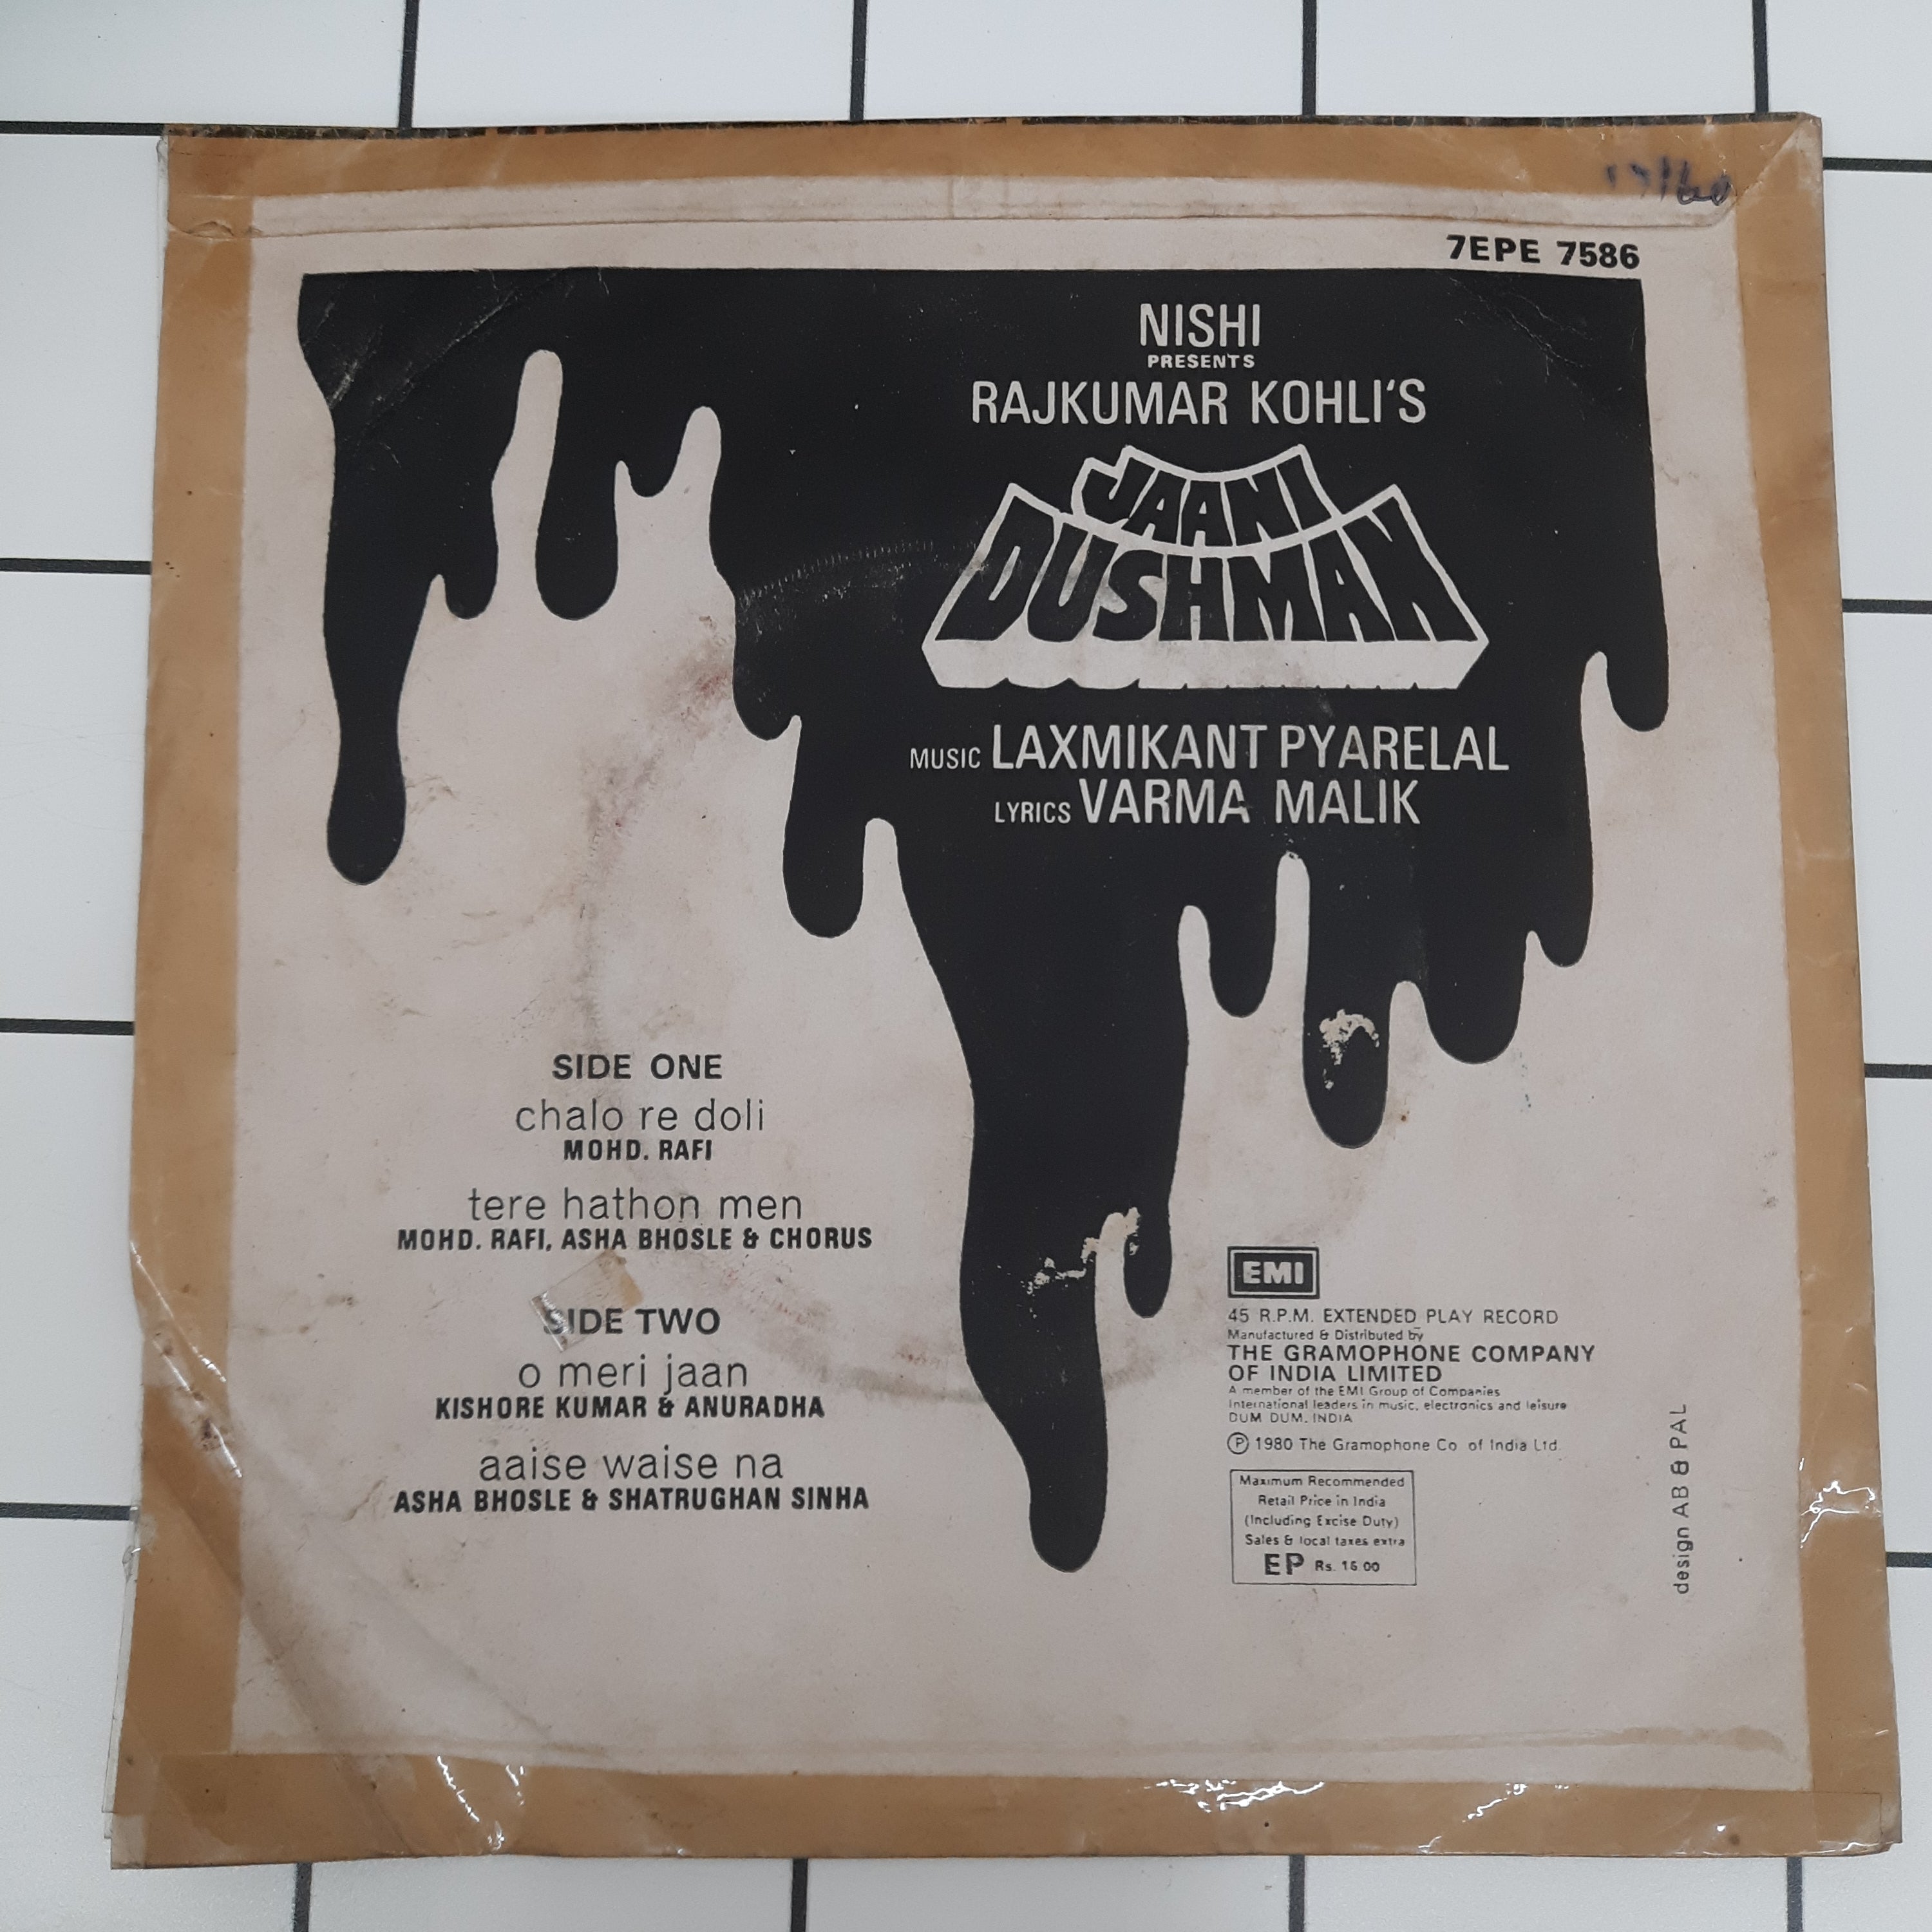 7EPE 7586
NISHI
PRESENTS
RAJKUMAR KOHLI'S
JAANI
DUSHMAN
MUSIC LAXMIKANT PYARELAL
LYRICS VARMA MALIK
SIDE ONE
chalo re doli
MOHD. RAFI
tere hathon men
MOHD. RAFI, ASHA BHOSLE & CHORUS
SIDE TWO
o meri jaan
KISHORE KUMAR & ANURADHA
aaise waise na
ASHA BHOSLE & SHATRUGHAN SINHA
EMI
45 R.P.M. EXTENDED PLAY RECORD
Manufactured & Distributed by
THE GRAMOPHONE COMPANY
OF INDIA LIMITED
A member of the EMI Group of Companies
International leaders in music, electronics and leisure
DUM DUM, INDIA
Ⓟ 1980 The Gramophone Co of India Ltd
Maximum Recommended
Retail Price in India
(Including Excise Duty)
Sales & local taxes extra
EP Rs. 15.00
design AB & PAL